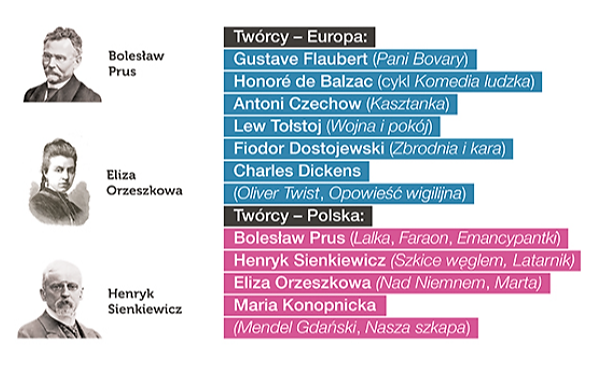 Bolesław
Prus
Eliza
Orzeszkowa
Henryk
Sienkiewicz
Twórcy – Europa:
Gustave Flaubert (Pani Bovary)
Honoré de Balzac (cykl Komedia ludzka)
Antoni Czechow (Kasztanka)
Lew Tołstoj (Wojna i pokój)
Fiodor Dostojewski (Zbrodnia i kara)
Charles Dickens
(Oliver Twist, Opowieść wigilijna)
Twórcy – Polska:
Bolesław Prus (Lalka, Faraon, Emancypantki)
Henryk Sienkiewicz (Szkice węglem, Latarnik)
Eliza Orzeszkowa (Nad Niemnem, Marta)
Maria Konopnicka
(Mendel Gdański, Nasza szkapa)